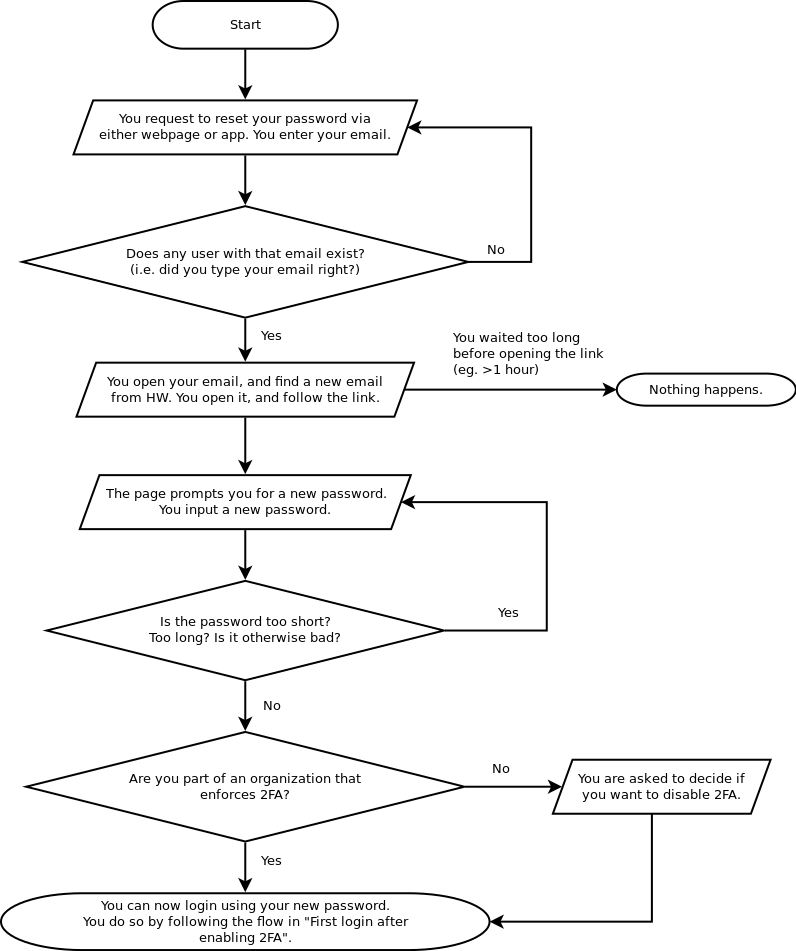 Start
You request to reset your password via
either webpage or app. You enter your email.
No
Does any user with that email exist?
(i.e. did you type your email right?)
Yes
You waited too long
before opening the link
(eg. >1 hour)
You open your email, and find a new email
from HW. You open it, and follow the link.
Nothing happens.
The page prompts you for a new password.
You input a new password.
Yes
Is the password too short?
Too long? Is it otherwise bad?
No
Are you part of an organization that
enforces 2FA?
No
You are asked to decide if
you want to disable 2FA.
Yes
You can now login using your new password.
You do so by following the flow in "First login after
enabling 2FA".